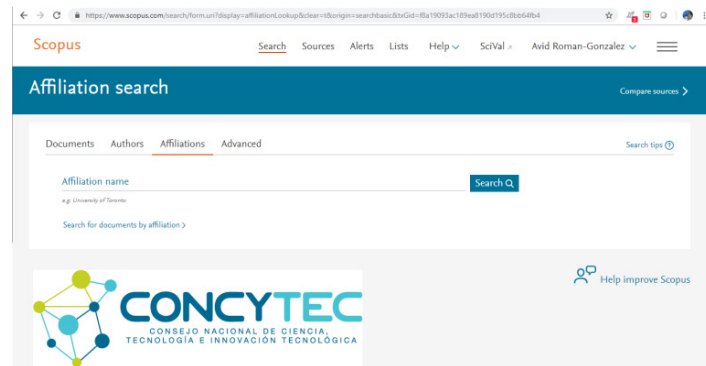 https://www.scopus.com/search/form.uri?display=affiliationLookup&clear=t&origin=searchbasic&txGid=f8a19093ac189ea8190d195c8bb64fb4
Scopus Search Sources Alerts Lists Help SciVal Avid Roman-Gonzalez
Affiliation search Compare sources >
Documents Authors Affiliations Advanced Search tips ?
Affiliation name Search
e.g. University of Toronto
Search for documents by affiliation >
Help improve Scopus
CONCYTEC
CONSEJO NACIONAL DE CIENCIA,
TECNOLOGÍA E INNOVACIÓN TECNOLÓGICA